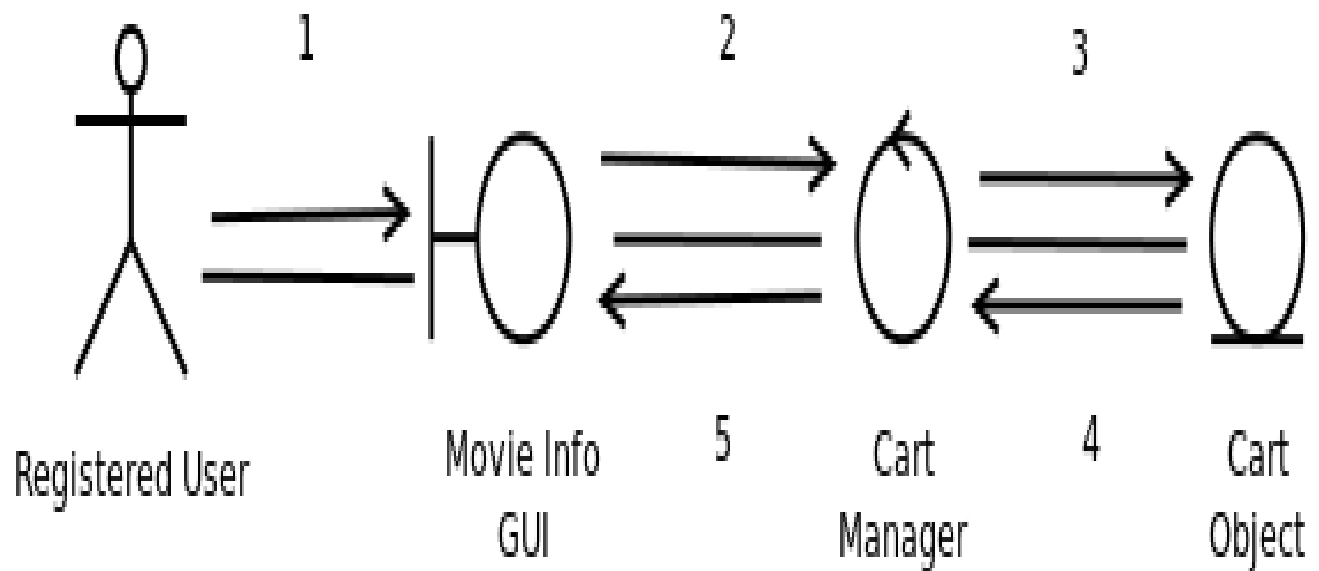 1
2
3
Registered User
Movie Info
GUI
5
Cart
Manager
4
Cart
Object